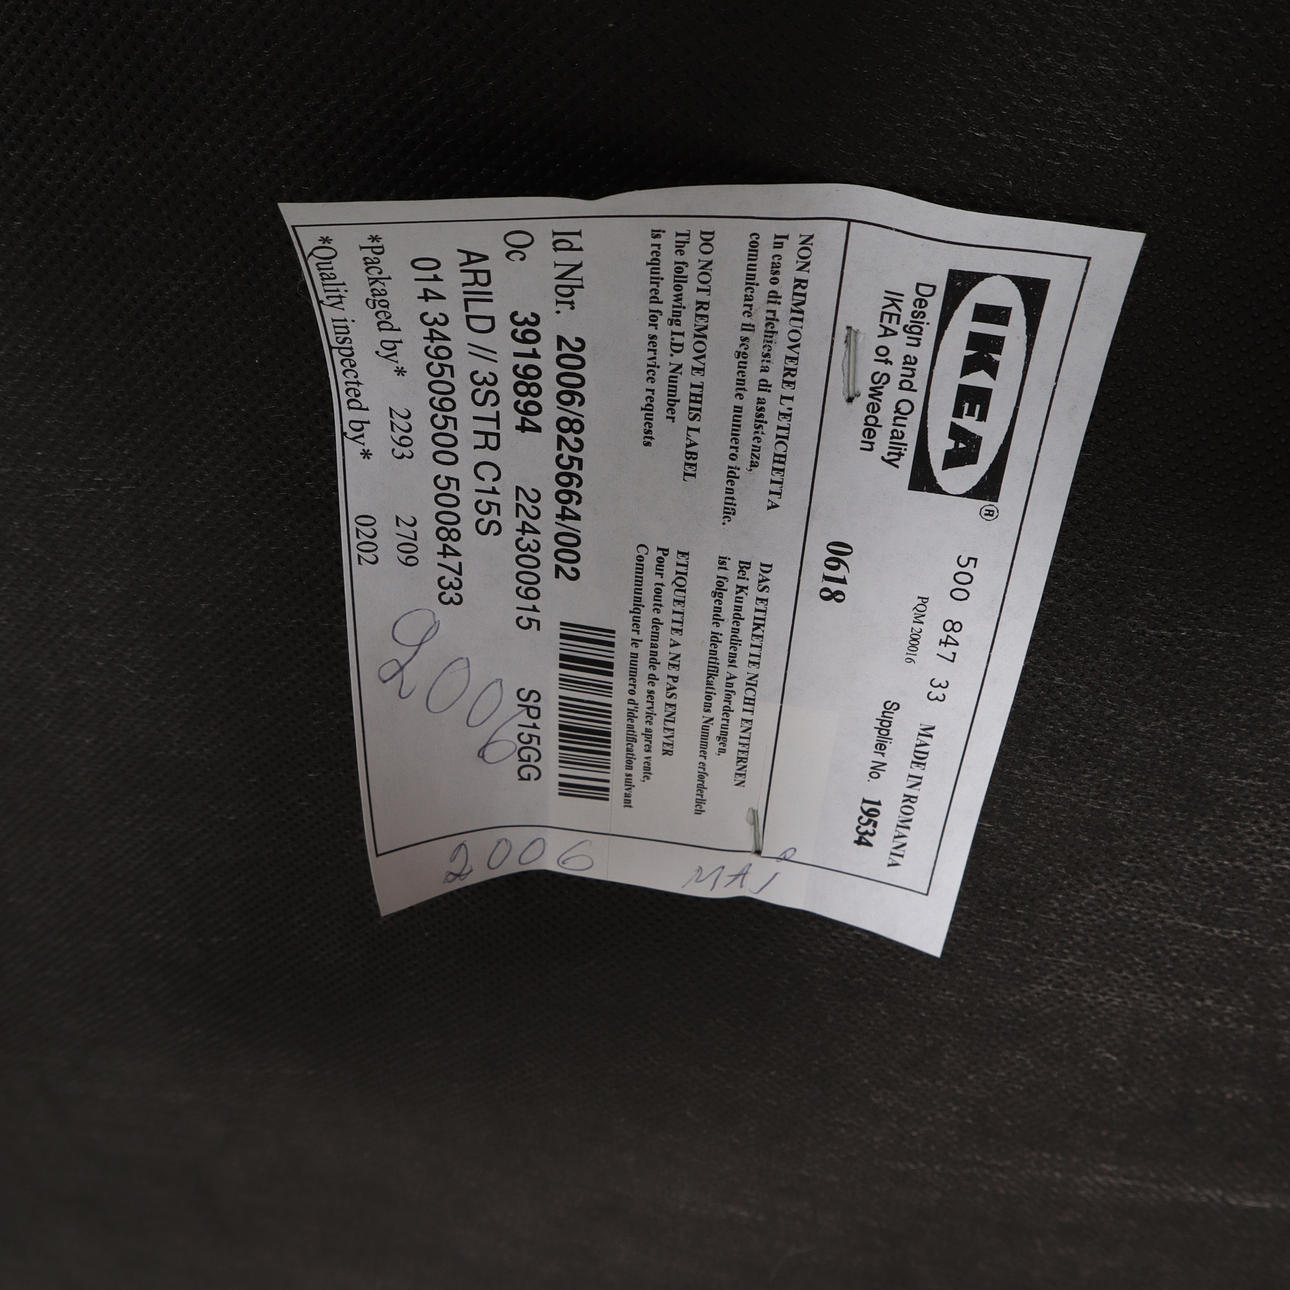 IKEA®
Design and Quality
IKEA of Sweden
500 847 33
PQM 200016
MADE IN ROMANIA
Supplier No. 19534
0618
NON RIMUOVERE L'ETICHETTA
In caso di richiesta di assistenza,
comunicare il seguente numero identific.
DO NOT REMOVE THIS LABEL
The following I.D. Number
is required for service requests
DAS ETIKETTE NICHT ENTFERNEN
Bei Kundendienst Anforderungen,
ist folgende identifikations Nummer erforderlich
ETIQUETTE A NE PAS ENLEVER
Pour toute demande de service apres vente,
Communiquer le numero d'identification suivant
Id Nbr. 2006/825664/002
Oc 3919894 224300915 SP15GG
ARILD // 3STR C15S
014 349509500 50084733
*Packaged by* 2293 2709
*Quality inspected by* 0202
2006
2006 MAJ